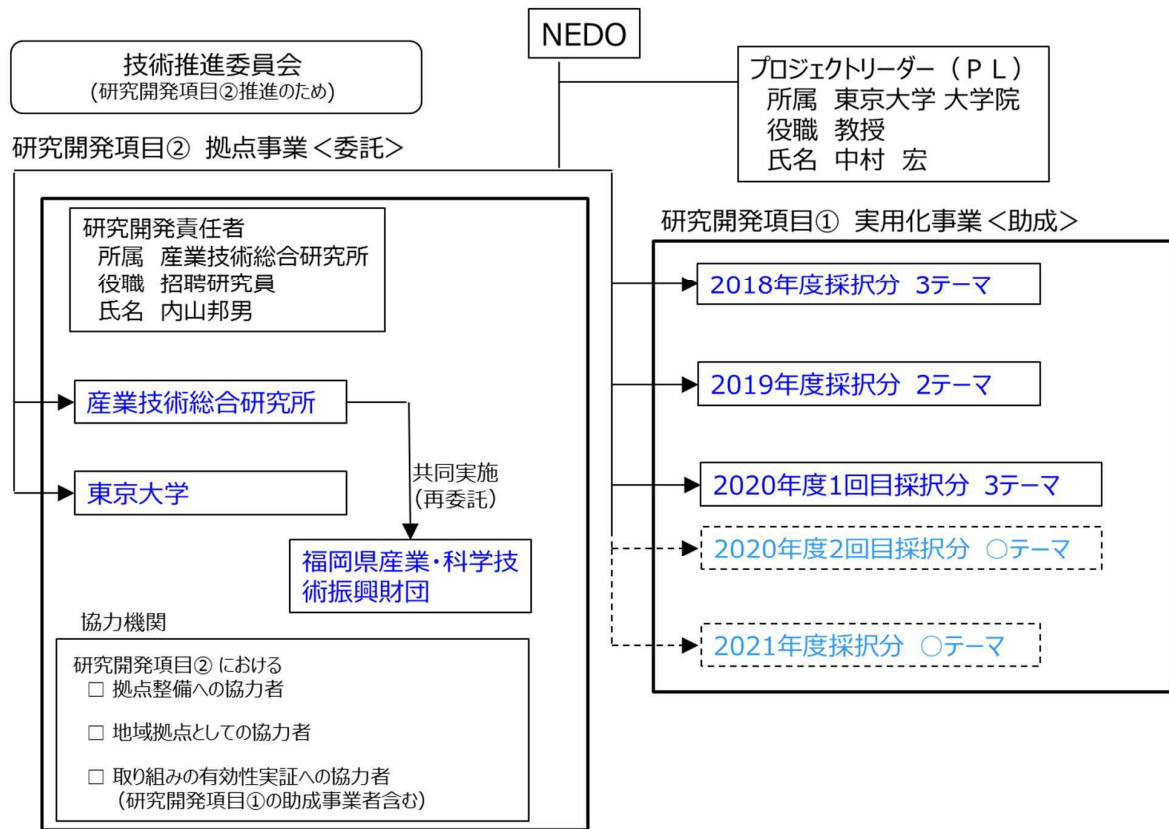 NEDO
技術推進委員会
(研究開発項目②推進のため)
プロジェクトリーダー（ＰＬ）
所属 東京大学 大学院
役職 教授
氏名 中村 宏
研究開発項目② 拠点事業＜委託＞
研究開発責任者
所属 産業技術総合研究所
役職 招聘研究員
氏名 内山邦男
産業技術総合研究所
東京大学
共同実施
(再委託)
福岡県産業・科学技
術振興財団
協力機関
研究開発項目② における
□ 拠点整備への協力者
□ 地域拠点としての協力者
□ 取り組みの有効性実証への協力者
（研究開発項目①の助成事業者含む）
研究開発項目① 実用化事業＜助成＞
2018年度採択分 3テーマ
2019年度採択分 2テーマ
2020年度1回目採択分 3テーマ
2020年度2回目採択分 ○テーマ
2021年度採択分 ○テーマ